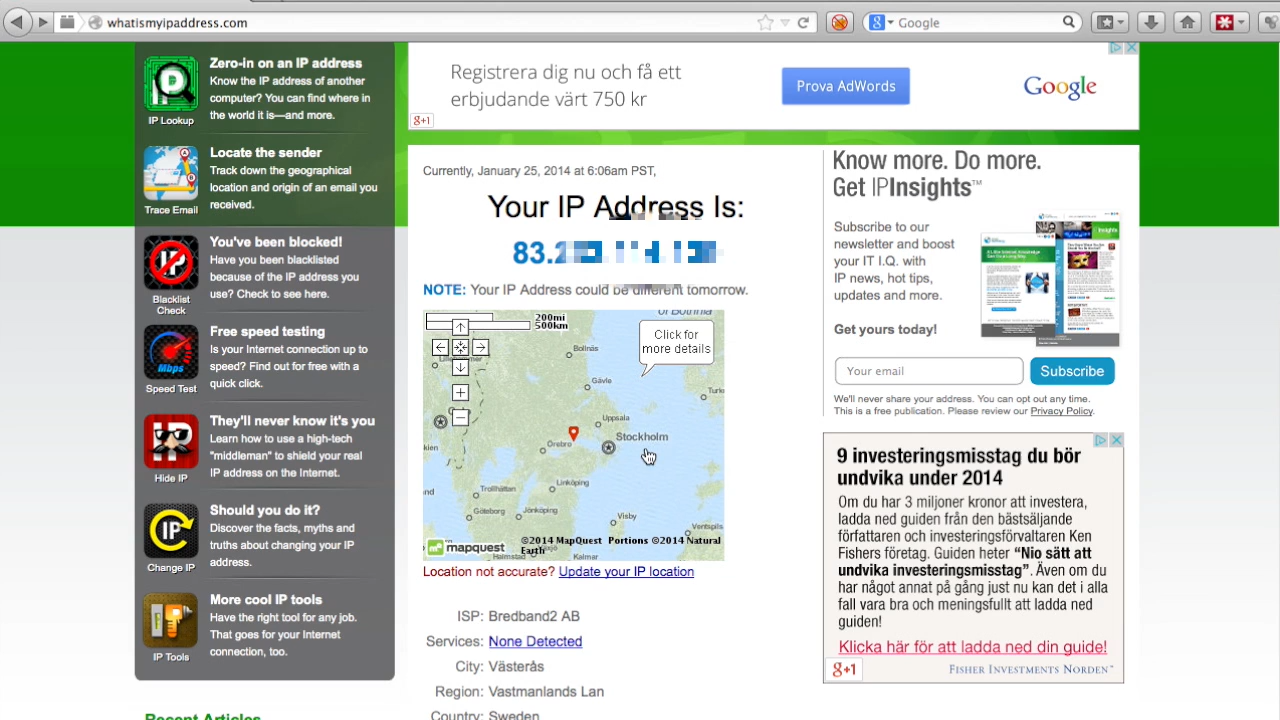 whatismyipaddress.com
Google
Zero-in on an IP address
Know the IP address of another
computer? You can find where in
the world it is—and more.
IP Lookup
Locate the sender
Track down the geographical
location and origin of an email you
received.
Trace Email
You've been blocked!
Have you been blacklisted
because of the IP address you
use? Check to see here.
Blacklist
Check
Free speed testing
Is your Internet connection up to
speed? Find out for free with a
quick click.
Mbps
Speed Test
They'll never know it's you
Learn how to use a high-tech
"middleman" to shield your real
IP address on the Internet.
Hide IP
Should you do it?
Discover the facts, myths and
truths about changing your IP
address.
IP
Change IP
More cool IP tools
Have the right tool for any job.
That goes for your Internet
connection, too.
IP Tools
Recent Articles
Registrera dig nu och få ett
erbjudande värt 750 kr
Prova AdWords
Google
g+1
Currently, January 25, 2014 at 6:06am PST,
Your IP Address Is:
83.2
NOTE: Your IP Address could be different tomorrow.
200mi
500km
Click for
more details
Bollnäs
Gävle
Turku
Uppsala
Stockholm
Örebro
Linköping
Trollhättan
Göteborg
Jönköping
Visby
Ventspils
Halmstad
Kalmar
mapquest
©2014 MapQuest Portions ©2014 Natural
Earth
Location not accurate? Update your IP location
ISP: Bredband2 AB
Services: None Detected
City: Västerås
Region: Vastmanlands Lan
Country: Sweden
Know more. Do more.
Get IPInsights™
Subscribe to our
newsletter and boost
your IT I.Q. with
IP news, hot tips,
updates and more.
Get yours today!
Your email
Subscribe
We'll never share your address. You can opt out any time.
This is a free publication. Please review our Privacy Policy.
9 investeringsmisstag du bör
undvika under 2014
Om du har 3 miljoner kronor att investera,
ladda ned guiden från den bästsäljande
författaren och investeringsförvaltaren Ken
Fishers företag. Guiden heter “Nio sätt att
undvika investeringsmisstag”. Även om du
har något annat på gång just nu kan det i alla
fall vara bra och meningsfullt att ladda ned
guiden!
Klicka här för att ladda ned din guide!
g+1
FISHER INVESTMENTS NORDEN™